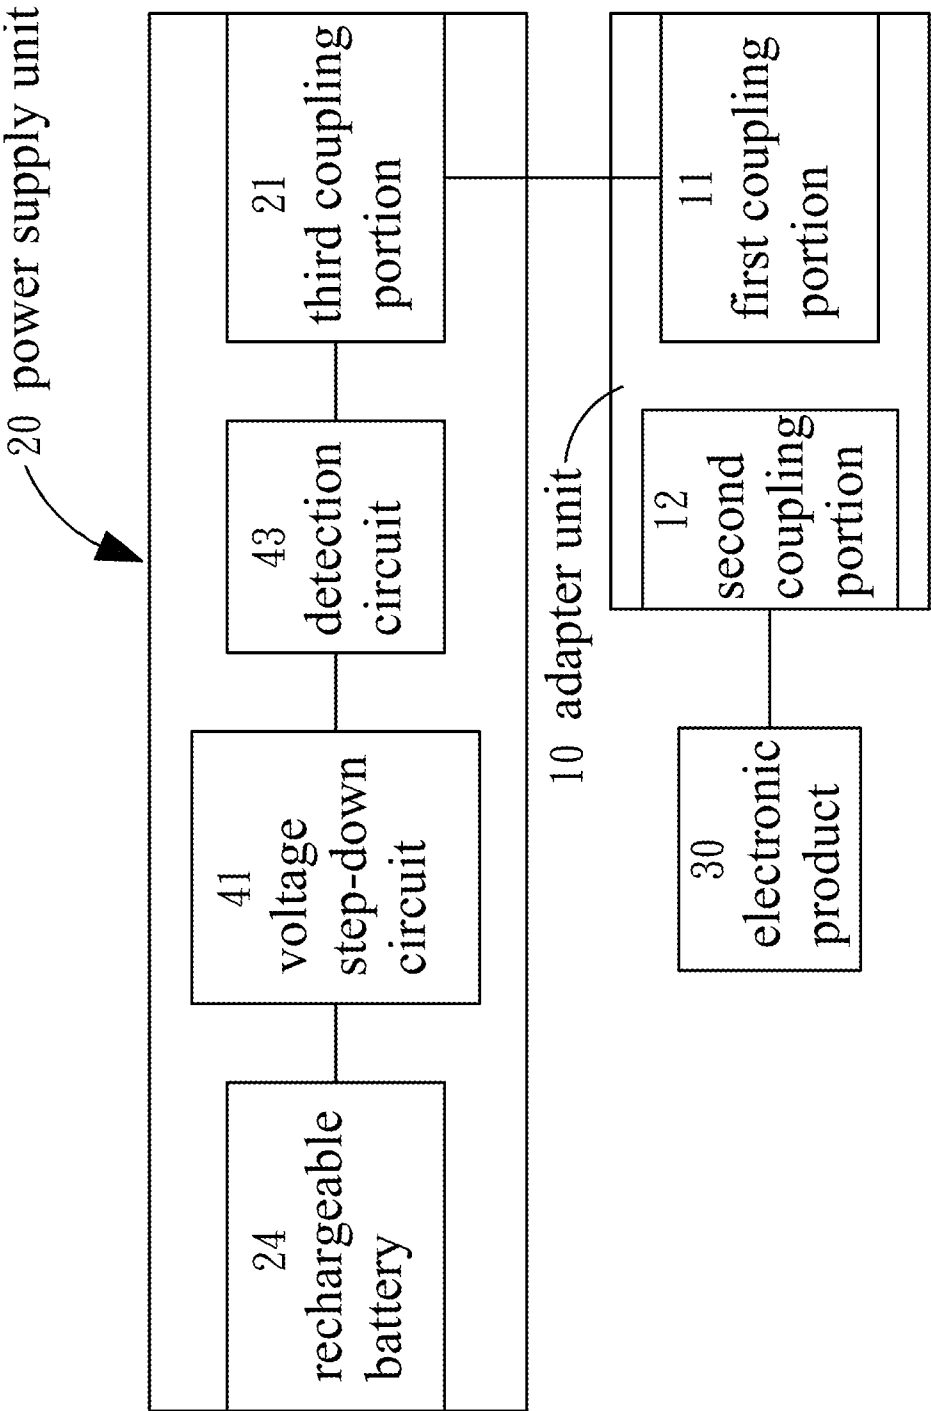 20 power supply unit
24
rechargeable
battery
41
voltage
step-down
circuit
43
detection
circuit
21
third coupling
portion
10 adapter unit
30
electronic
product
12
second
coupling
portion
11
first coupling
portion